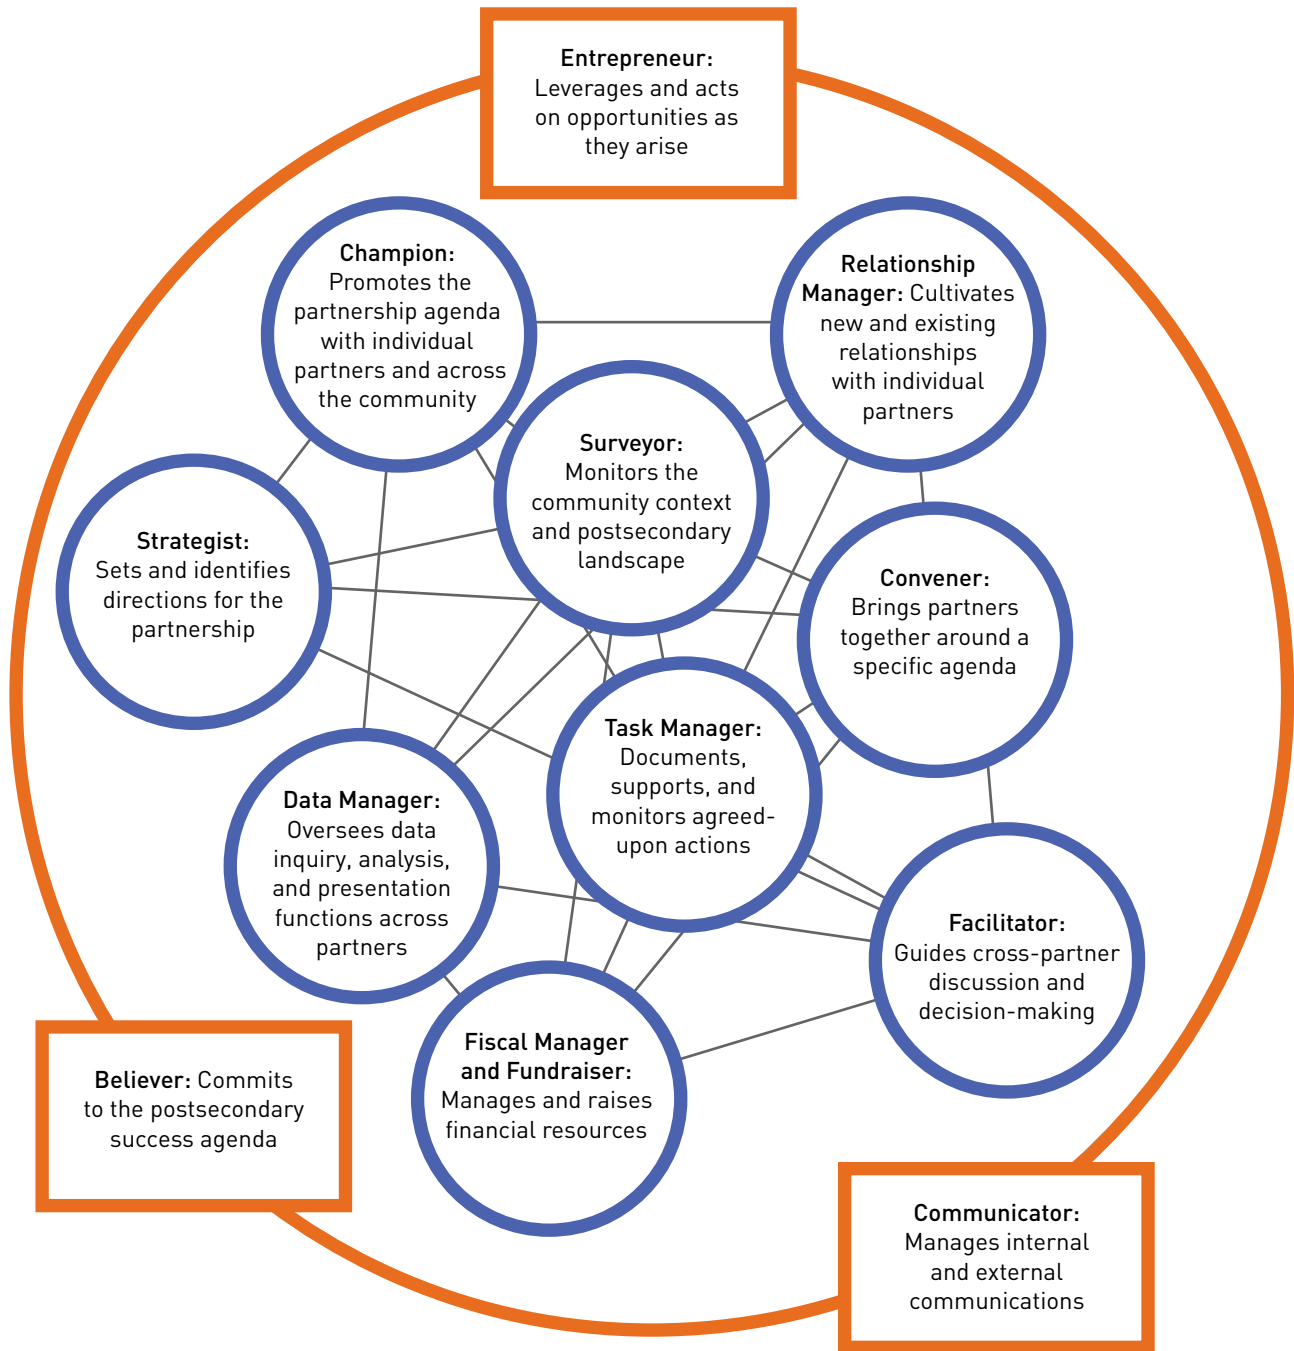 Entrepreneur:
Leverages and acts
on opportunities as
they arise
Champion:
Promotes the
partnership agenda
with individual
partners and across
the community
Relationship
Manager: Cultivates
new and existing
relationships
with individual
partners
Surveyor:
Monitors the
community context
and postsecondary
landscape
Strategist:
Sets and identifies
directions for the
partnership
Convener:
Brings partners
together around a
specific agenda
Task Manager:
Documents,
supports, and
monitors agreed-
upon actions
Data Manager:
Oversees data
inquiry, analysis,
and presentation
functions across
partners
Facilitator:
Guides cross-partner
discussion and
decision-making
Fiscal Manager
and Fundraiser:
Manages and raises
financial resources
Believer: Commits
to the postsecondary
success agenda
Communicator:
Manages internal
and external
communications